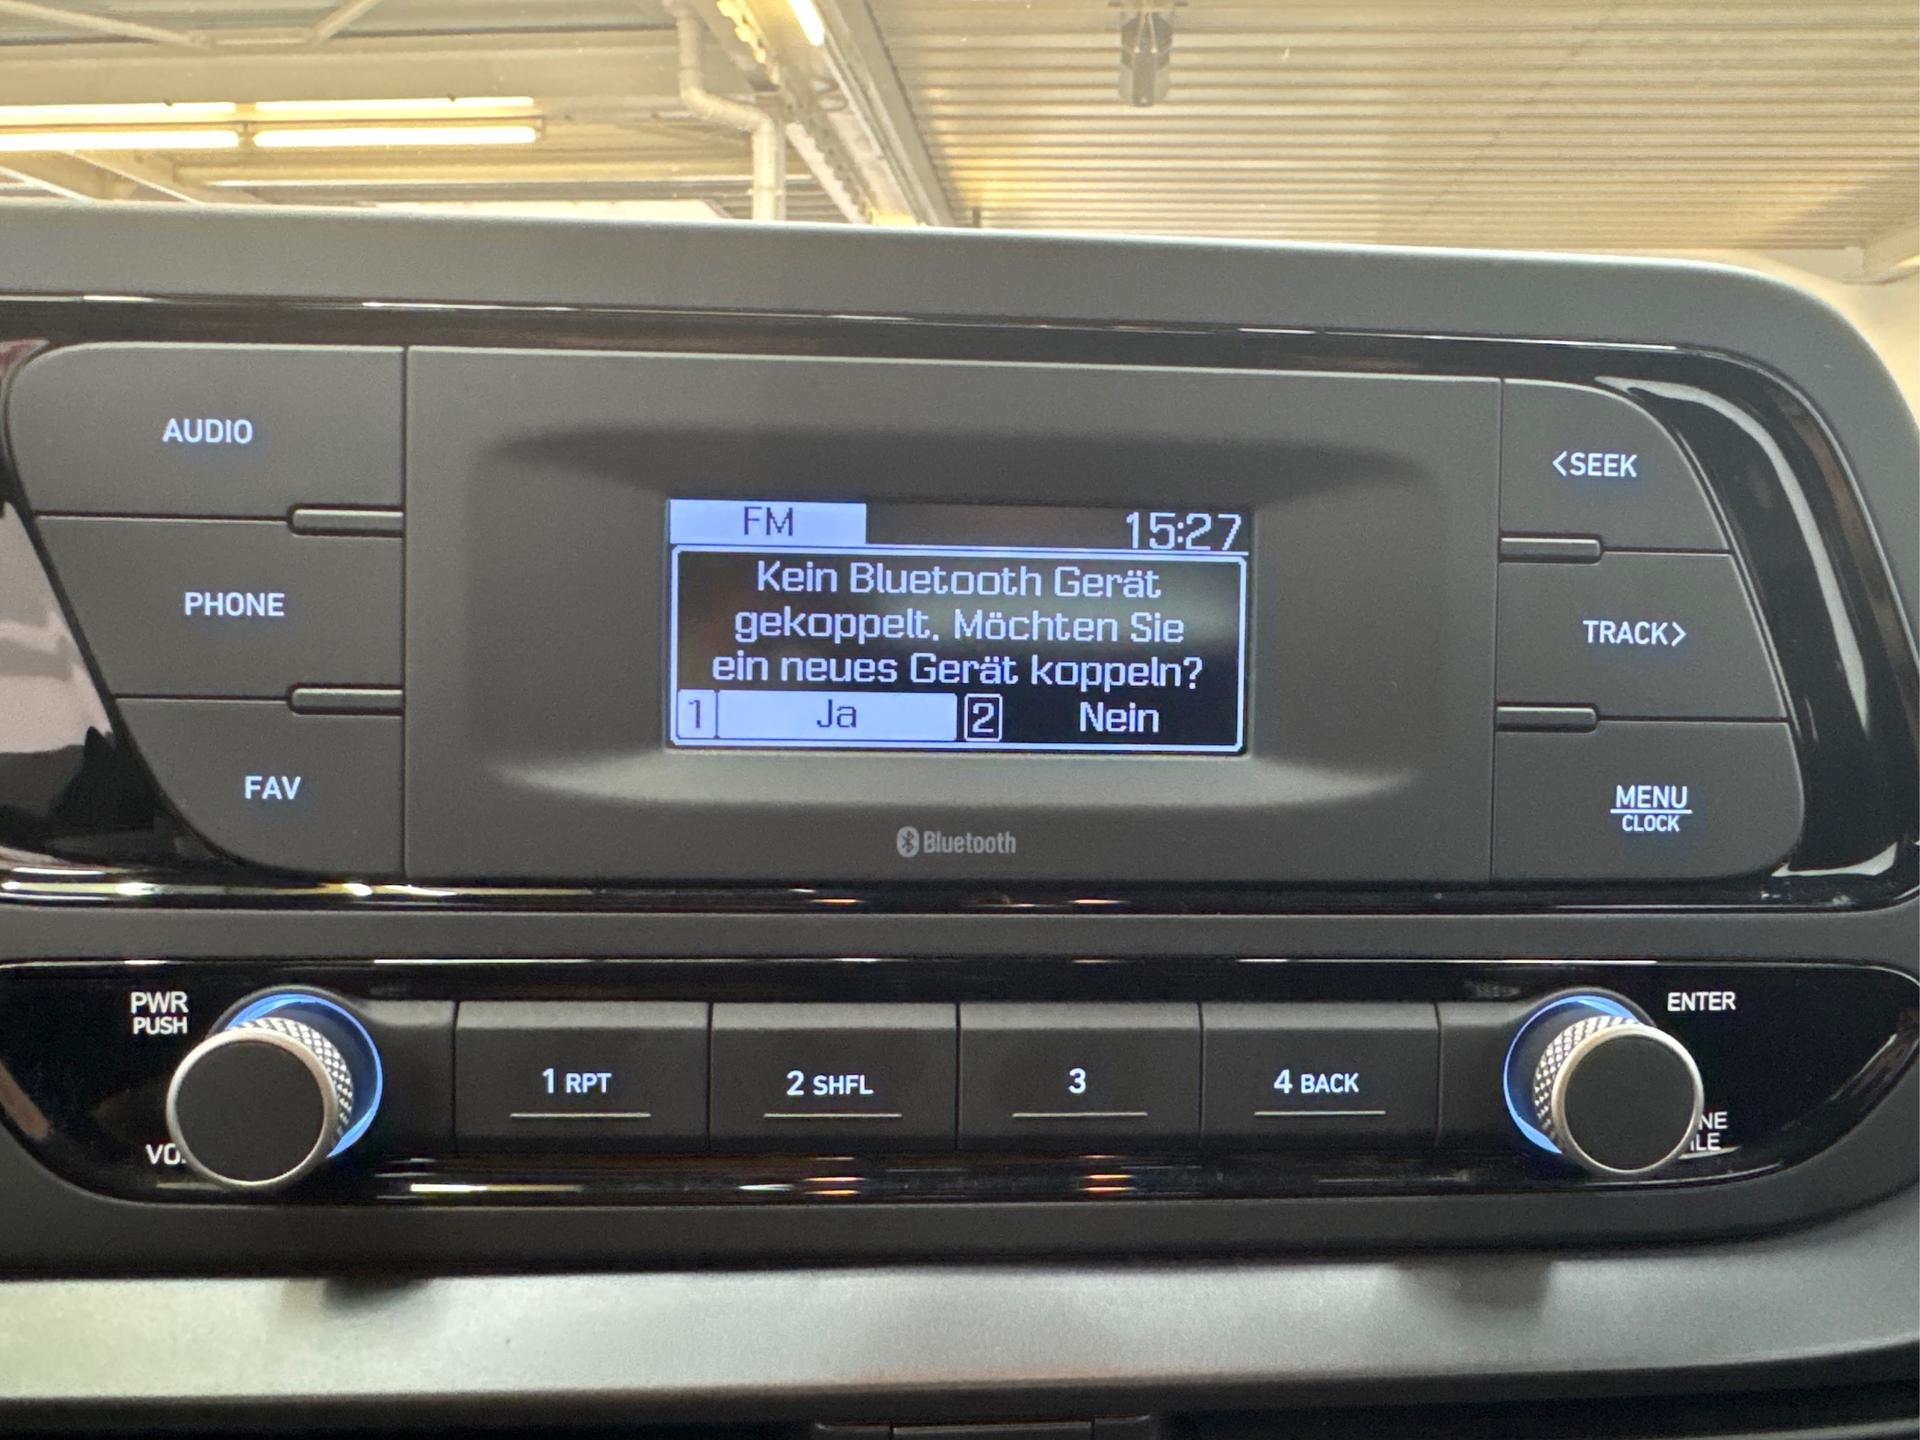 AUDIO
PHONE
FAV
FM
15:27
Kein Bluetooth Gerät
gekoppelt. Möchten Sie
ein neues Gerät koppeln?
1 Ja 2 Nein
Bluetooth
<SEEK
TRACK>
MENU
CLOCK
PWR
PUSH
1 RPT
2 SHFL
3
4 BACK
ENTER